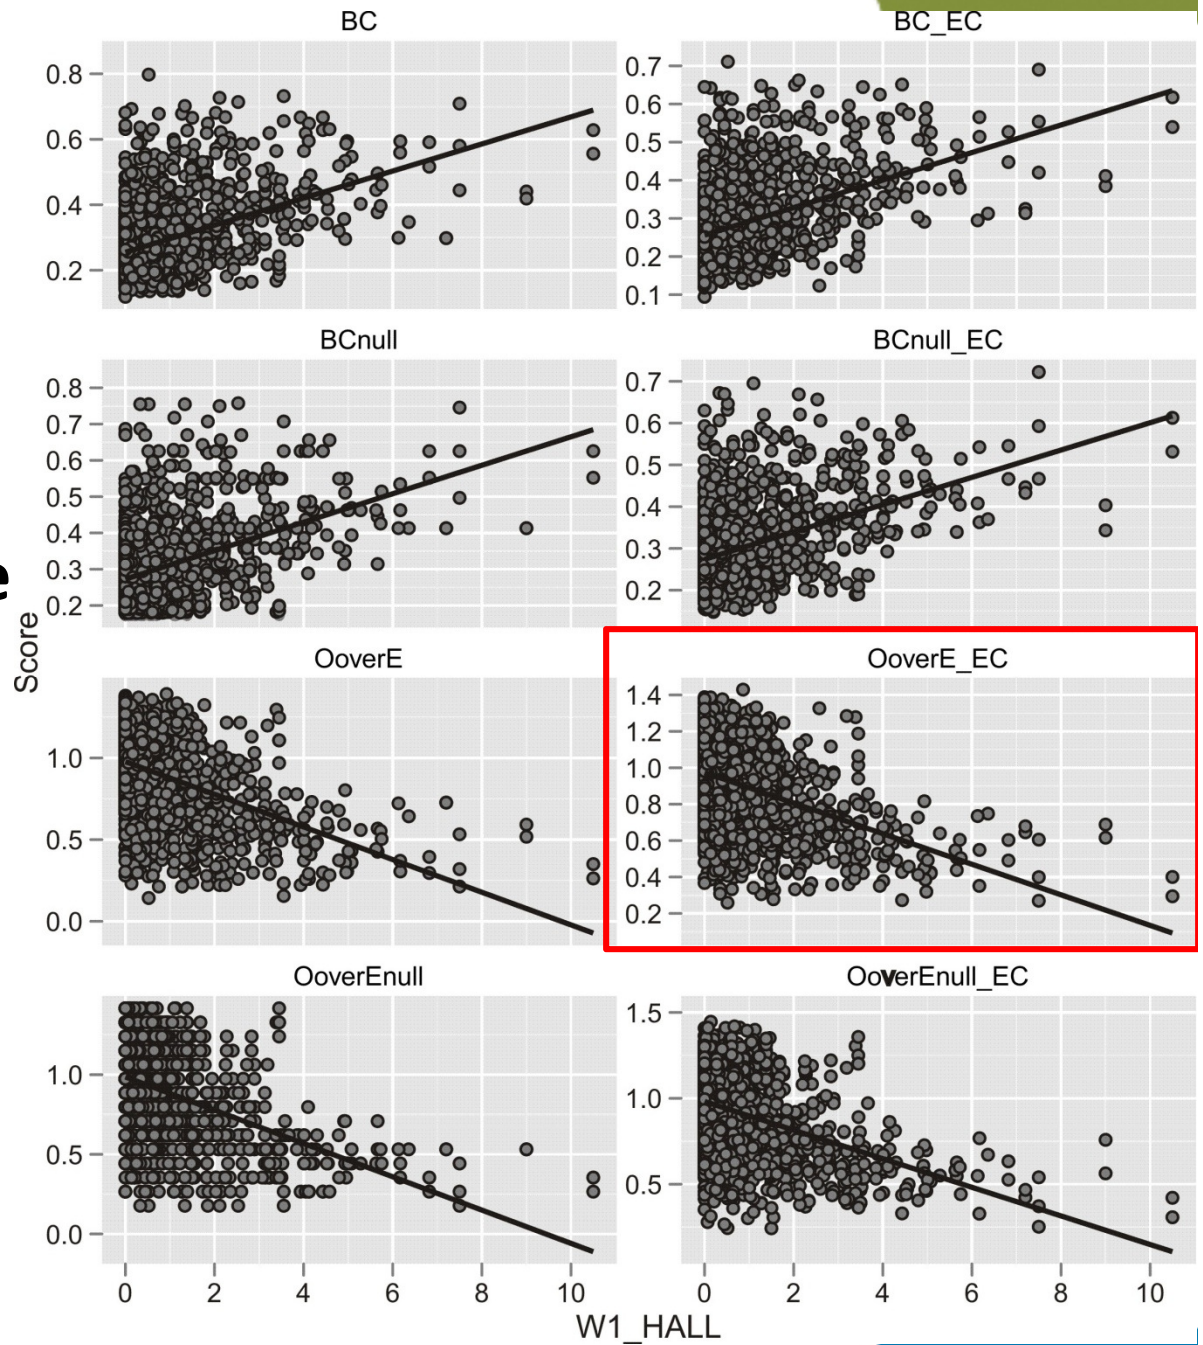 BC BC_EC
0.8 0.6 0.4 0.2
0.7 0.6 0.5 0.4 0.3 0.2 0.1
BCnull BCnull_EC
0.8 0.7 0.6 0.5 0.4 0.3 0.2
0.7 0.6 0.5 0.4 0.3 0.2
e
Score
OoverE OoverE_EC
1.0 0.5 0.0
1.4 1.2 1.0 0.8 0.6 0.4 0.2
OoverEnull OoverEnull_EC
1.0 0.5 0.0
1.5 1.0 0.5
0 2 4 6 8 10 0 2 4 6 8 10
W1_HALL